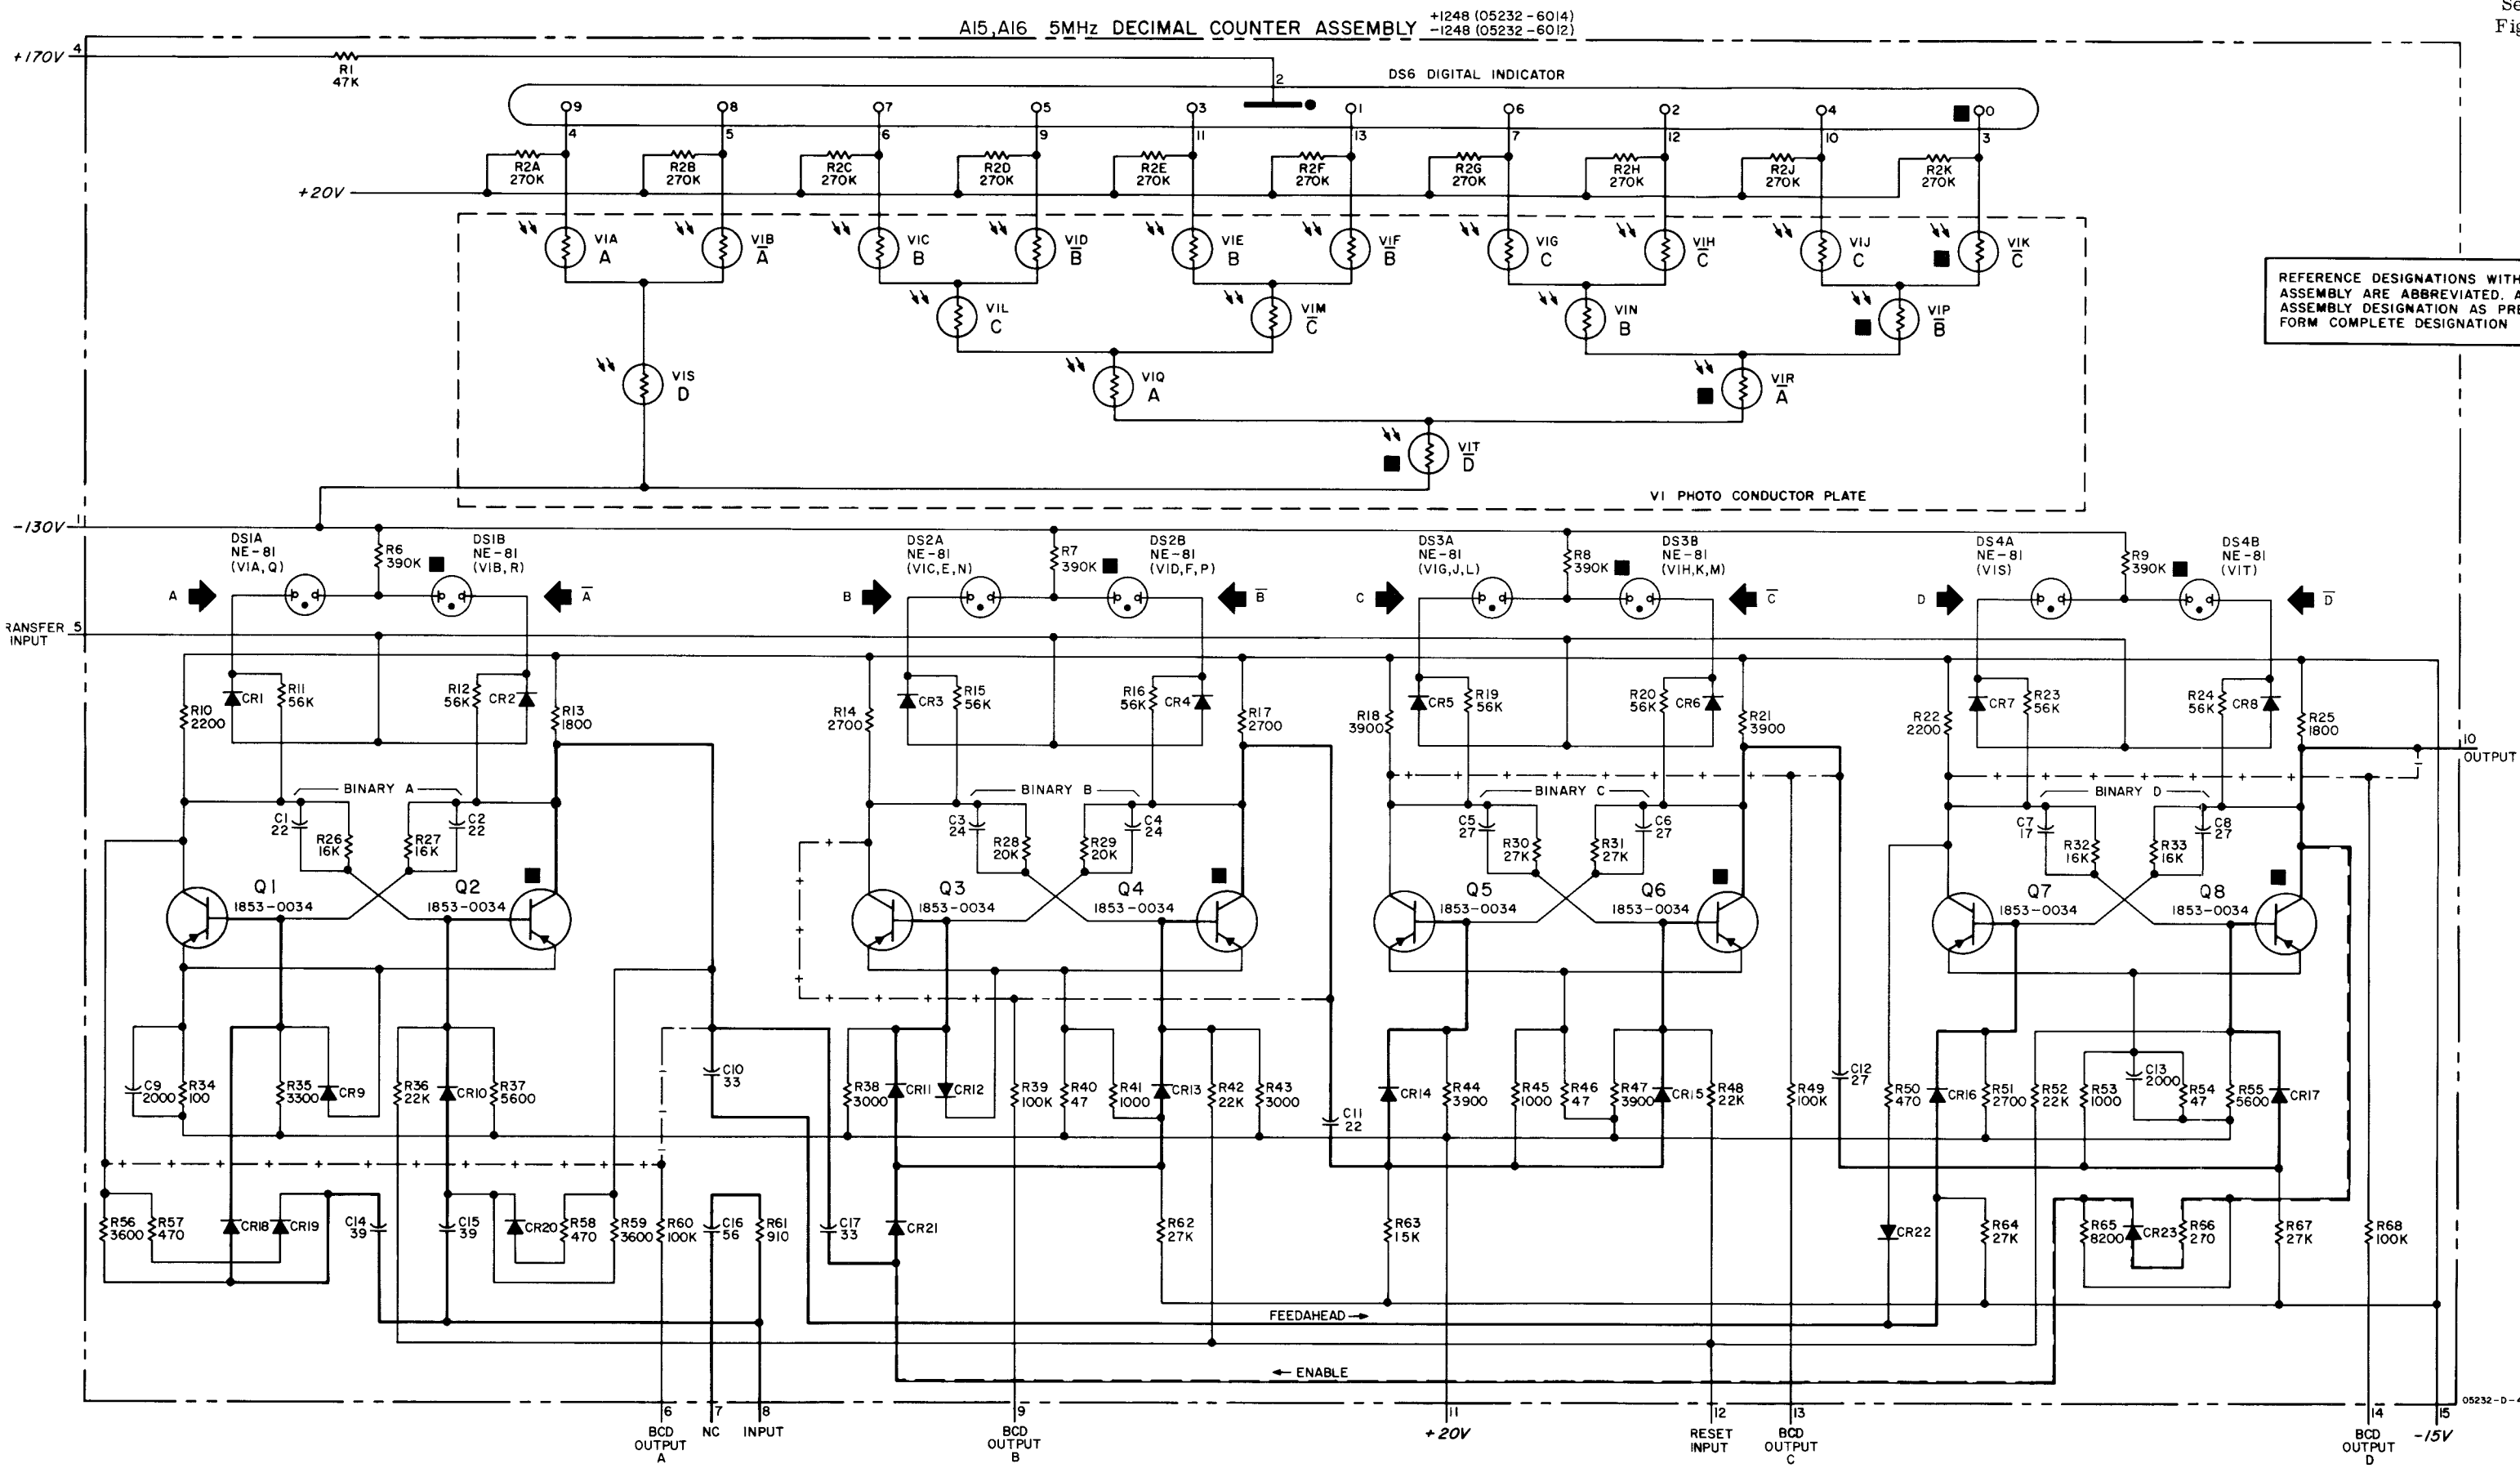 Se
Fig
A15,A16 5MHz DECIMAL COUNTER ASSEMBLY +1248 (05232-6014)
-1248 (05232-6012)
+170V 4
R1
47K
2
DS6 DIGITAL INDICATOR
9 8 7 5 3 1 6 2 4 0
4 5 6 9 11 13 7 12 10 3
R2A
270K
R2B
270K
R2C
270K
R2D
270K
R2E
270K
R2F
270K
R2G
270K
R2H
270K
R2J
270K
R2K
270K
+20V
V1A
A
V1B
A̅
V1C
B
V1D
B̅
V1E
B
V1F
B̅
V1G
C
V1H
C̅
V1J
C
V1K
C̅
REFERENCE DESIGNATIONS WITH
ASSEMBLY ARE ABBREVIATED. A
ASSEMBLY DESIGNATION AS PRE
FORM COMPLETE DESIGNATION
V1L
C
V1M
C̅
V1N
B
V1P
B̅
V1S
D
V1Q
A
V1R
A̅
V1T
D̅
V1 PHOTO CONDUCTOR PLATE
-130V 1
DS1A
NE-81
(V1A,Q)
R6
390K
DS1B
NE-81
(V1B,R)
DS2A
NE-81
(V1C,E,N)
R7
390K
DS2B
NE-81
(V1D,F,P)
DS3A
NE-81
(V1G,J,L)
R8
390K
DS3B
NE-81
(V1H,K,M)
DS4A
NE-81
(V1S)
R9
390K
DS4B
NE-81
(V1T)
A A̅ B B̅ C C̅ D D̅
RANSFER 5
INPUT
R10
2200
CR1
R11
56K
R12
56K
CR2
R13
1800
R14
2700
CR3
R15
56K
R16
56K
CR4
R17
2700
R18
3900
CR5
R19
56K
R20
56K
CR6
R21
3900
R22
2200
CR7
R23
56K
R24
56K
CR8
R25
1800
10
OUTPUT
BINARY A
BINARY B
BINARY C
BINARY D
C1
22
R26
16K
R27
16K
C2
22
C3
24
R28
20K
R29
20K
C4
24
C5
27
R30
27K
R31
27K
C6
27
C7
17
R32
16K
R33
16K
C8
27
Q1
1853-0034
Q2
1853-0034
Q3
1853-0034
Q4
1853-0034
Q5
1853-0034
Q6
1853-0034
Q7
1853-0034
Q8
1853-0034
C9
2000
R34
100
R35
3300
CR9
R36
22K
CR10
R37
5600
C10
33
R38
3000
CR11
CR12
R39
100K
R40
47
R41
1000
CR13
R42
22K
R43
3000
C11
22
CR14
R44
3900
R45
1000
R46
47
R47
3900
CR15
R48
22K
R49
100K
C12
27
R50
470
CR16
R51
2700
R52
22K
R53
1000
C13
2000
R54
47
R55
5600
CR17
R56
3600
R57
470
CR18
CR19
C14
39
C15
39
CR20
R58
470
R59
3600
R60
100K
C16
56
R61
910
C17
33
CR21
R62
27K
R63
15K
CR22
R64
27K
R65
8200
CR23
R66
270
R67
27K
R68
100K
FEEDAHEAD →
← ENABLE
05232-D-4
6
BCD
OUTPUT
A
7
NC
8
INPUT
9
BCD
OUTPUT
B
11
+20V
12
RESET
INPUT
13
BCD
OUTPUT
C
14
BCD
OUTPUT
D
15
-15V